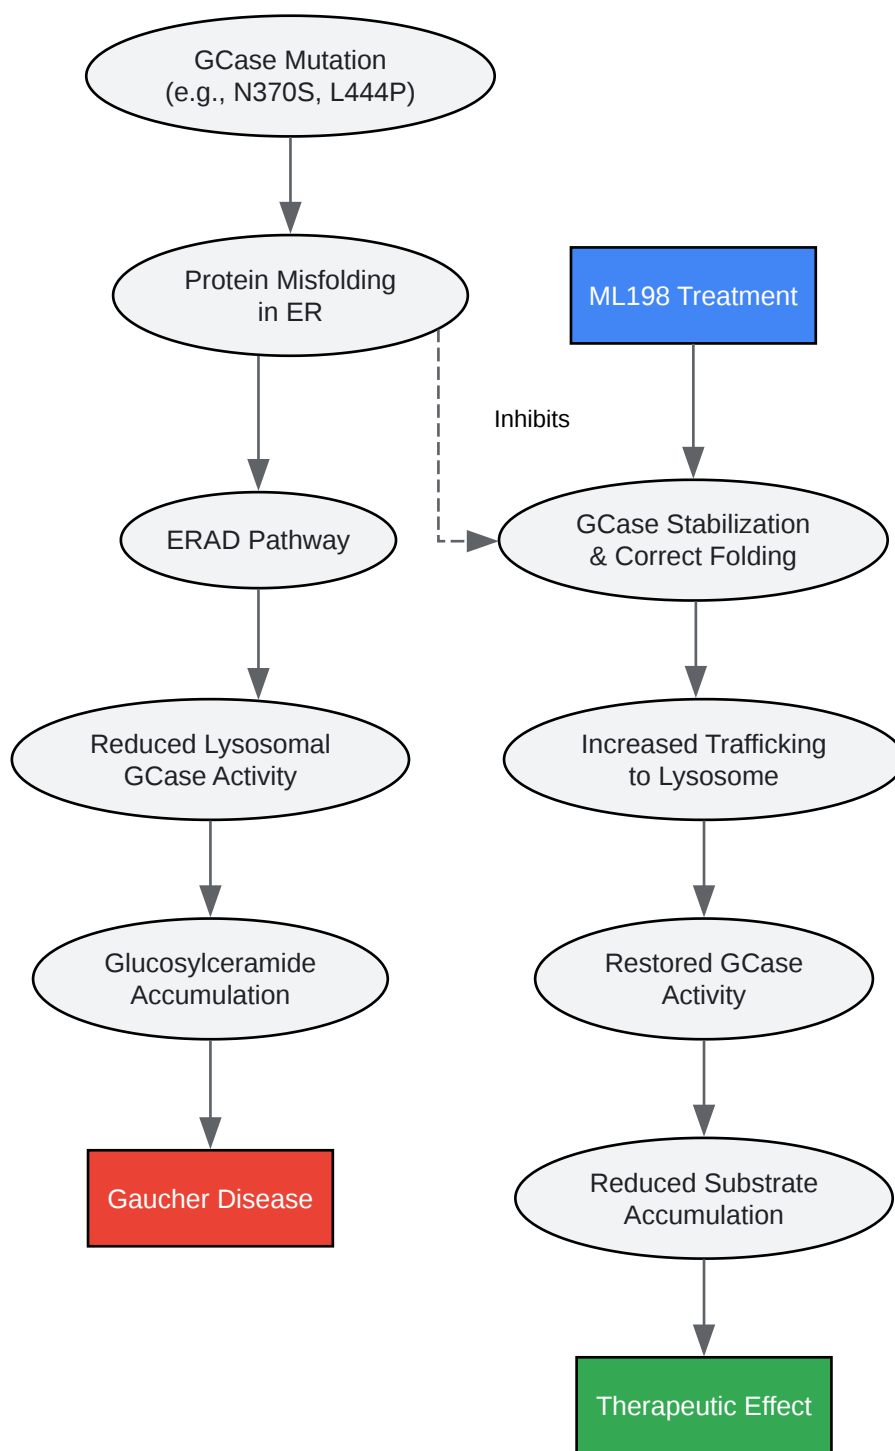 GCase Mutation
(e.g., N370S, L444P)
Protein Misfolding
in ER
ML198 Treatment
Inhibits
ERAD Pathway
GCase Stabilization
& Correct Folding
Reduced Lysosomal
GCase Activity
Increased Trafficking
to Lysosome
Glucosylceramide
Accumulation
Restored GCase
Activity
Gaucher Disease
Reduced Substrate
Accumulation
Therapeutic Effect